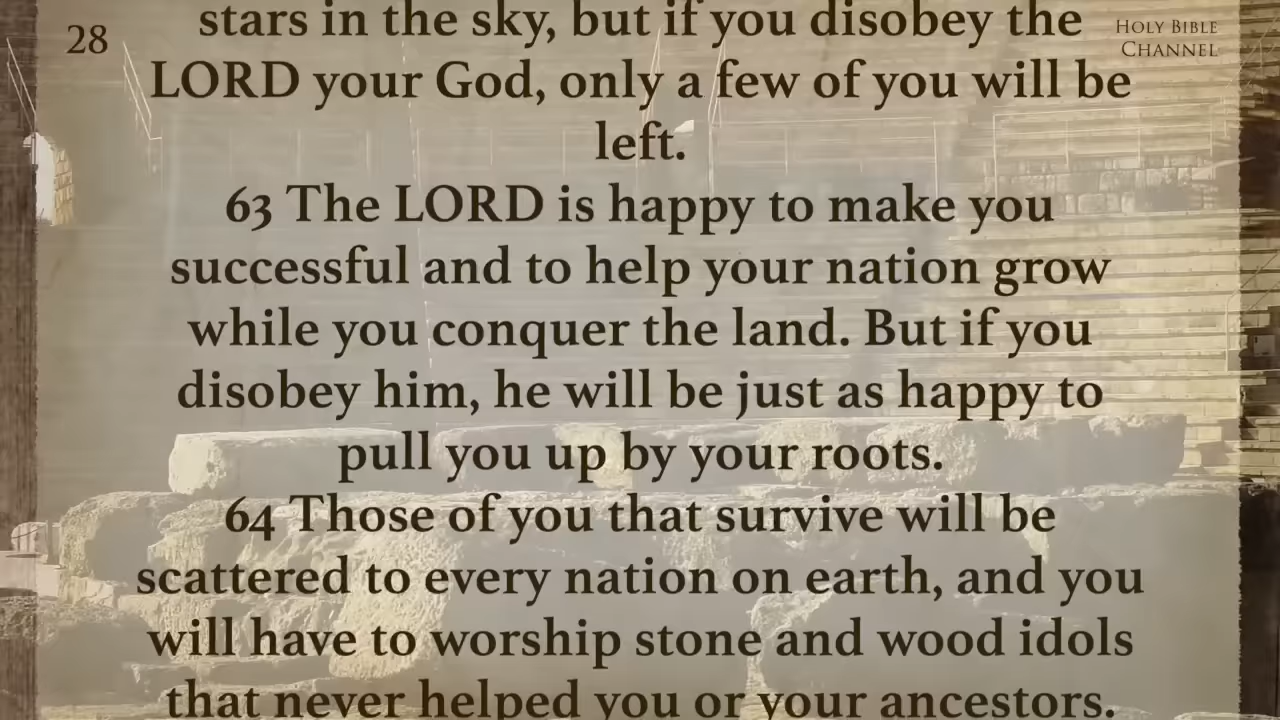 28
HOLY BIBLE
CHANNEL
stars in the sky, but if you disobey the
LORD your God, only a few of you will be
left.
63 The LORD is happy to make you
successful and to help your nation grow
while you conquer the land. But if you
disobey him, he will be just as happy to
pull you up by your roots.
64 Those of you that survive will be
scattered to every nation on earth, and you
will have to worship stone and wood idols
that never helped you or your ancestors.